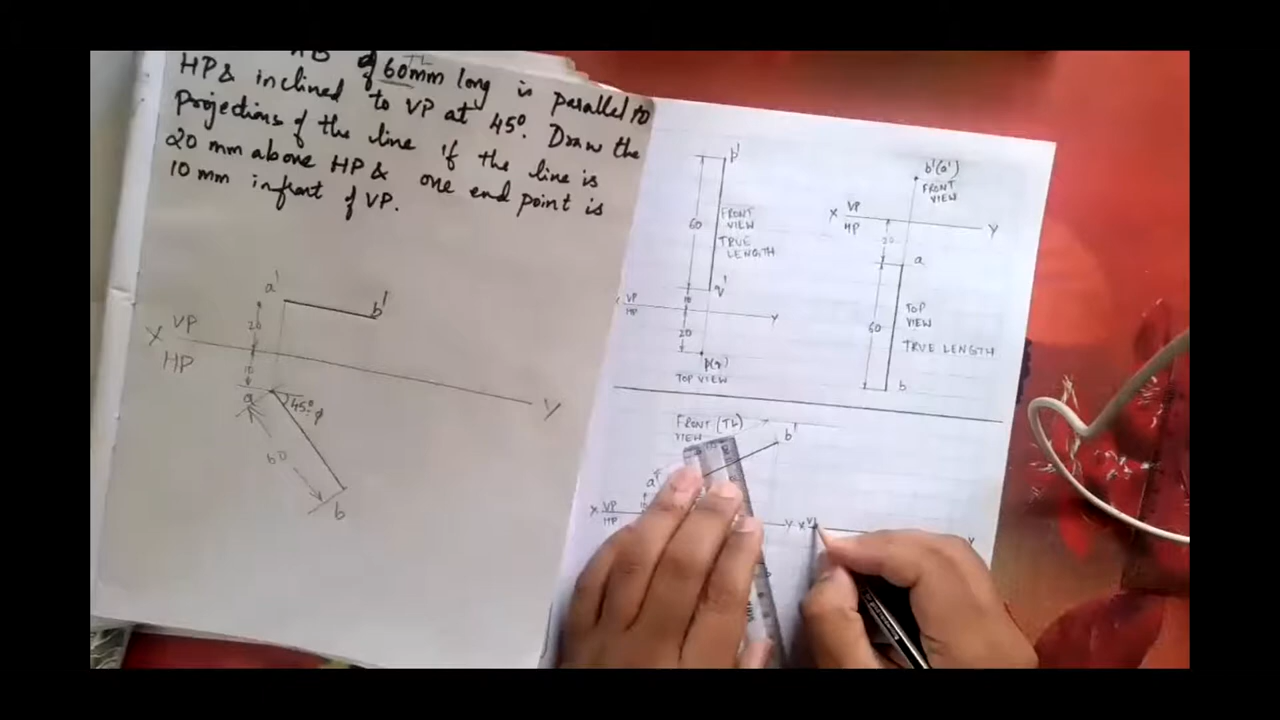 AB of 60mm long is parallel to
HP& inclined to VP at 45°. Draw the
projections of the line if the line is
20 mm above HP & one end point is
10 mm infront of VP.
TL
a'
b'
20
X VP
HP
10
a
45° φ
60
b
Y
b'
60
FRONT
VIEW
TRUE
LENGTH
10
VP
HP
Y
20
TOP VIEW
b'(a')
FRONT
VIEW
X VP
HP
Y
20
a
60
TOP
VIEW
TRUE LENGTH
b
FRONT (TL)
VIEW
b'
a'
X VP
HP
Y
X
Y